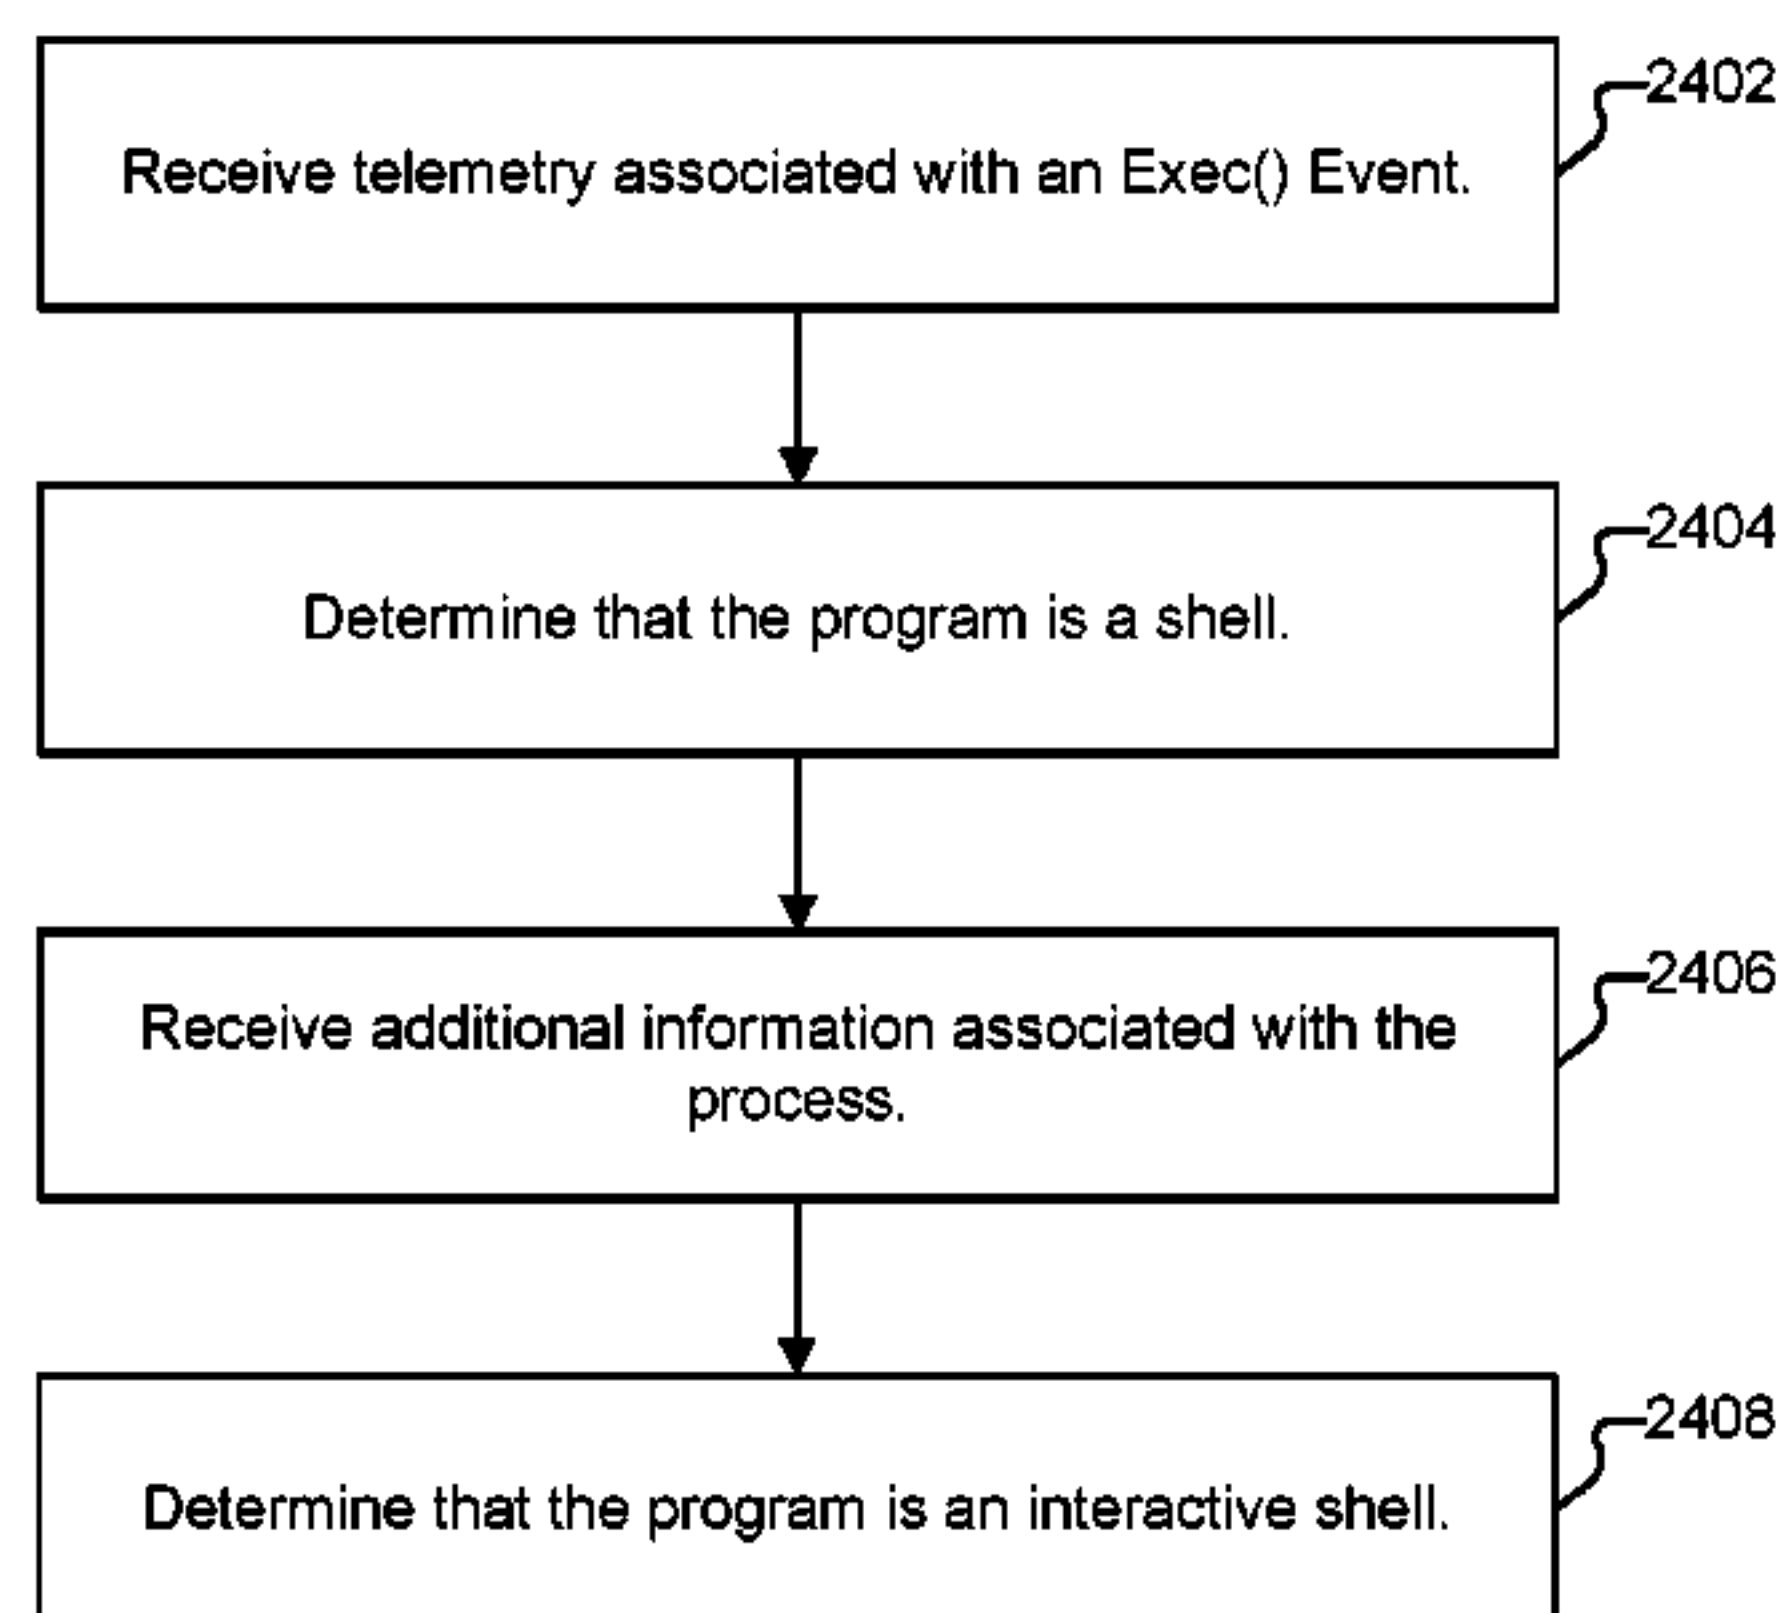 2402
Receive telemetry associated with an Exec() Event.
2404
Determine that the program is a shell.
2406
Receive additional information associated with the
process.
2408
Determine that the program is an interactive shell.